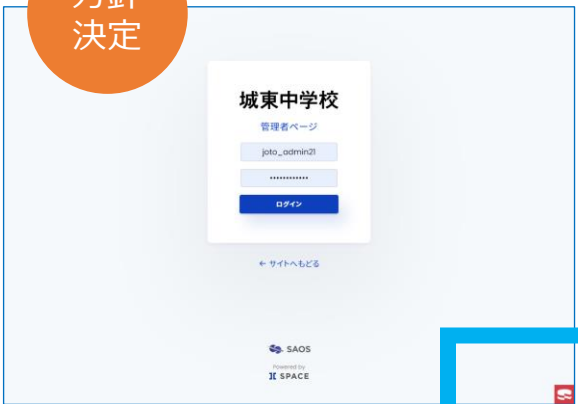 方針
決定
城東中学校
管理者ページ
joto_admin21
••••••••••••
ログイン
← サイトへもどる
SAOS
Powered by
SPACE